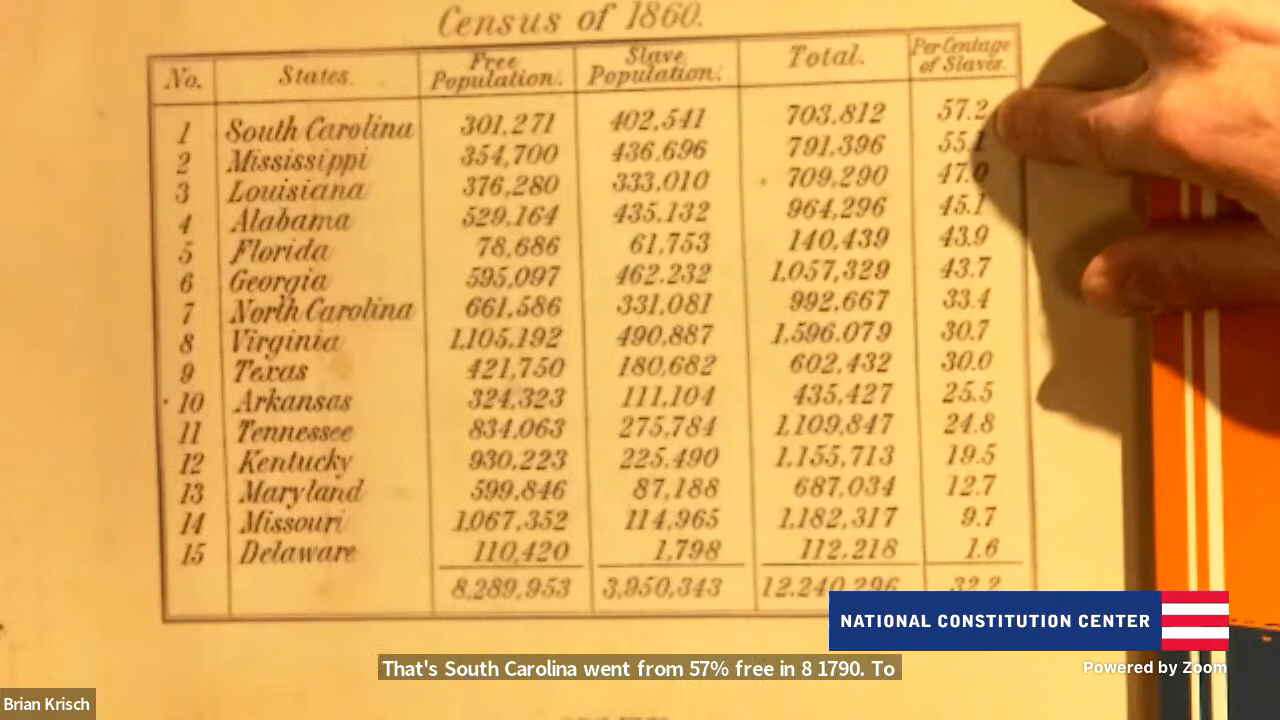 Census of 1860.
No. States. Free Population. Slave Population. Total. Per Centage of Slaves.
1 South Carolina 301,271 402,541 703,812 57.2
2 Mississippi 354,700 436.696 791,396 55.1
3 Louisiana 376,280 333.010 709,290 47.0
4 Alabama 529.164 435.132 964,296 45.1
5 Florida 78,686 61,753 140,439 43.9
6 Georgia 595,097 462.232 1,057,329 43.7
7 North Carolina 661,586 331,081 992,667 33.4
8 Virginia 1,105,192 490,887 1,596.079 30.7
9 Texas 421,750 180,682 602,432 30.0
10 Arkansas 324,323 111,104 435,427 25.5
11 Tennessee 834,063 275,784 1,109,847 24.8
12 Kentucky 930,223 225.490 1,155,713 19.5
13 Maryland 599,846 87,188 687,034 12.7
14 Missouri 1,067,352 114,965 1,182,317 9.7
15 Delaware 110,420 1,798 112.218 1.6
8,289,953 3,950,343 12,240,296 32.2
NATIONAL CONSTITUTION CENTER
That's South Carolina went from 57% free in 8 1790. To
Powered by Zoom
Brian Krisch